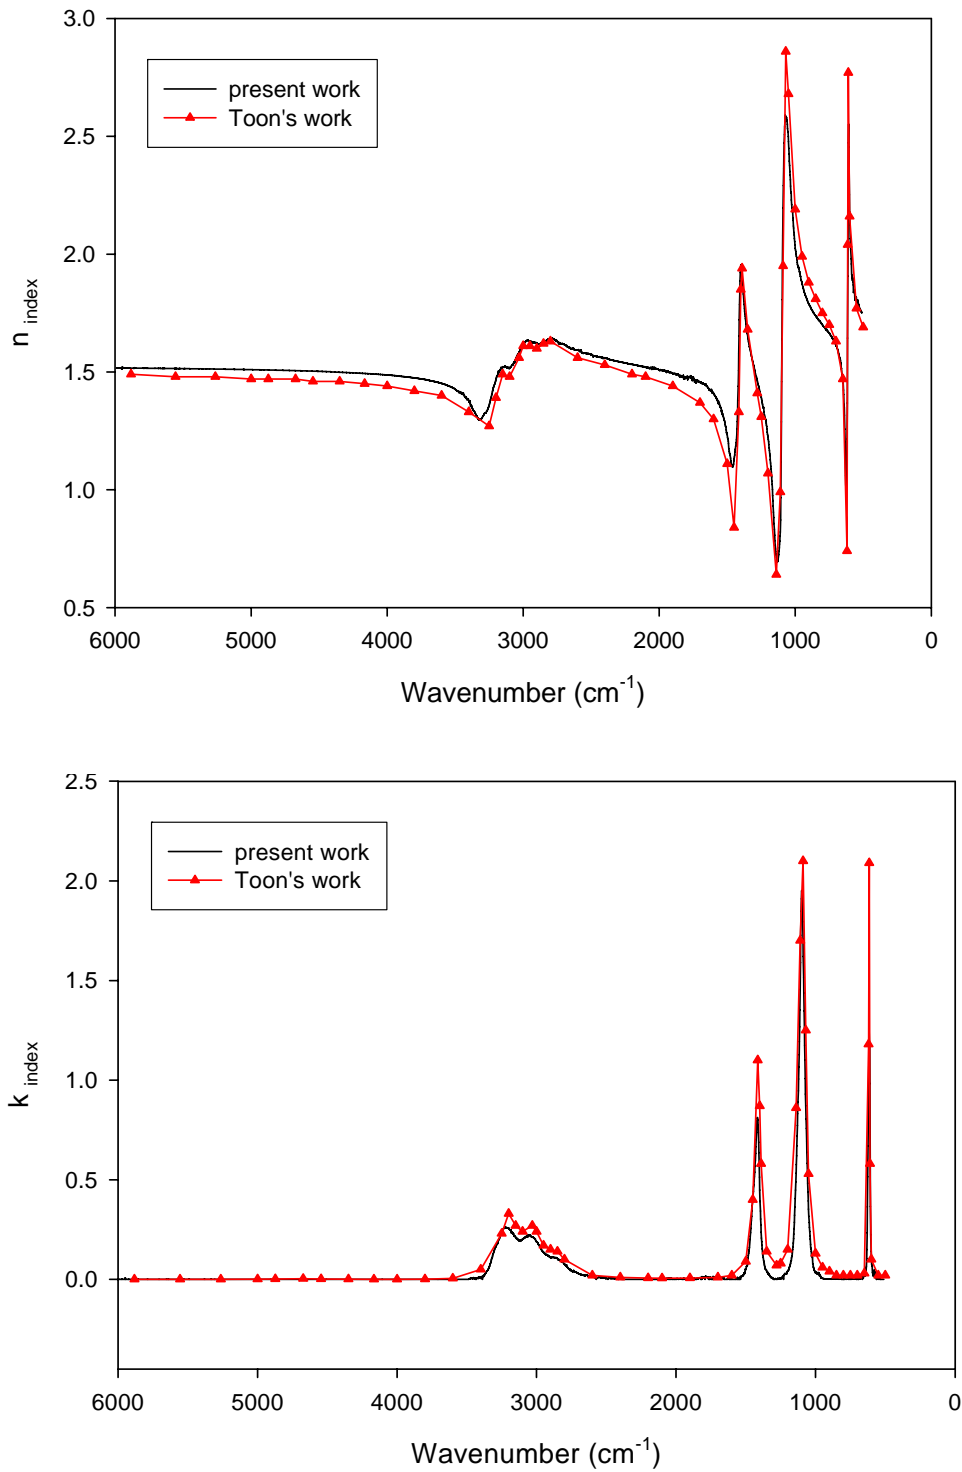 3.0
present work
Toon's work
2.5
2.0
n index
1.5
1.0
0.5
6000 5000 4000 3000 2000 1000 0
Wavenumber (cm-1)
2.5
present work
Toon's work
2.0
1.5
k index
1.0
0.5
0.0
6000 5000 4000 3000 2000 1000 0
Wavenumber (cm-1)